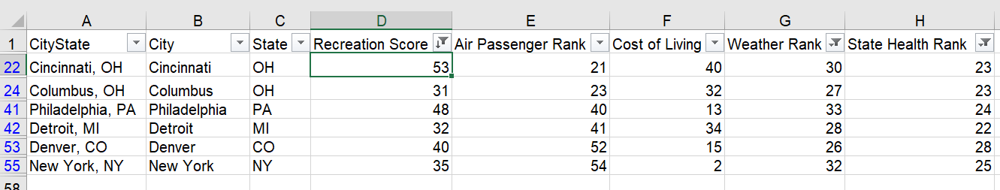 A B C D E F G H
1 CityState City State Recreation Score Air Passenger Rank Cost of Living Weather Rank State Health Rank
22 Cincinnati, OH Cincinnati OH 53 21 40 30 23
24 Columbus, OH Columbus OH 31 23 32 27 23
41 Philadelphia, PA Philadelphia PA 48 40 13 33 24
42 Detroit, MI Detroit MI 32 41 34 28 22
53 Denver, CO Denver CO 40 52 15 26 28
55 New York, NY New York NY 35 54 2 32 25
58